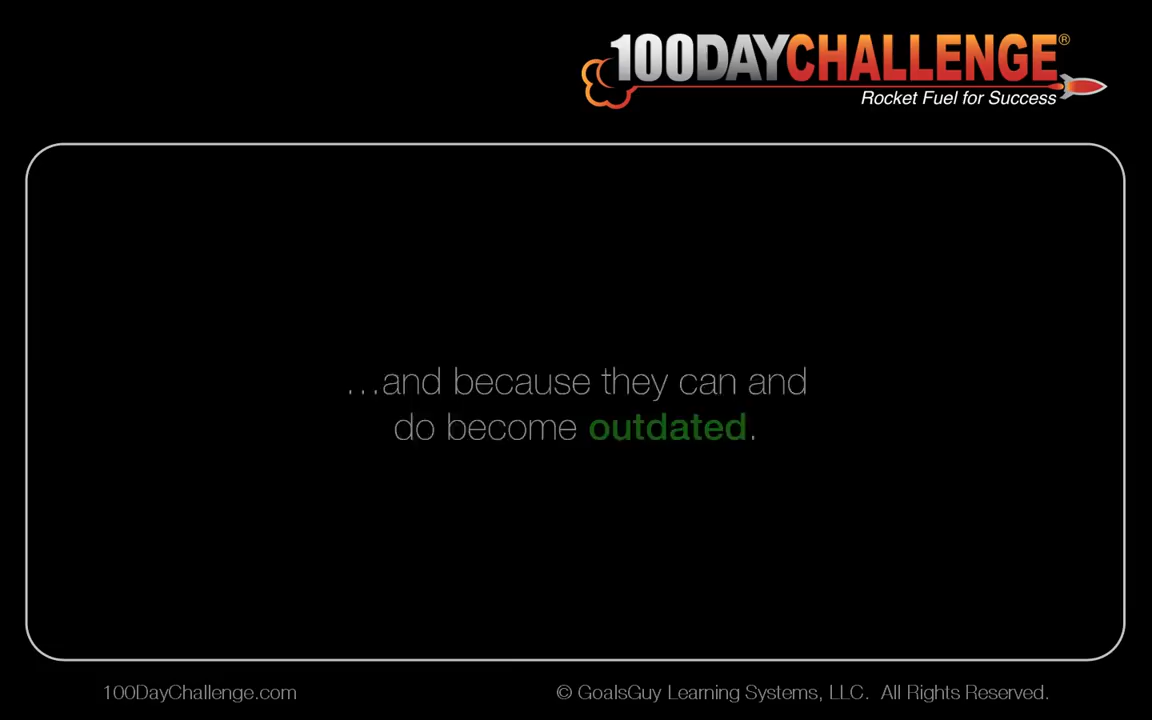 100DAYCHALLENGE®
Rocket Fuel for Success
...and because they can and
do become outdated.
100DayChallenge.com
© GoalsGuy Learning Systems, LLC. All Rights Reserved.